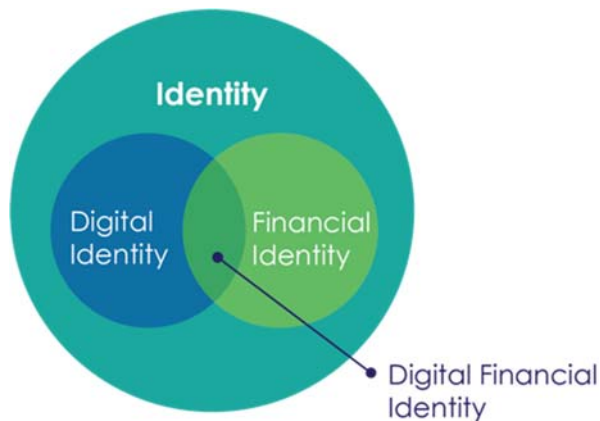 Identity
Digital
Identity
Financial
Identity
Digital Financial
Identity